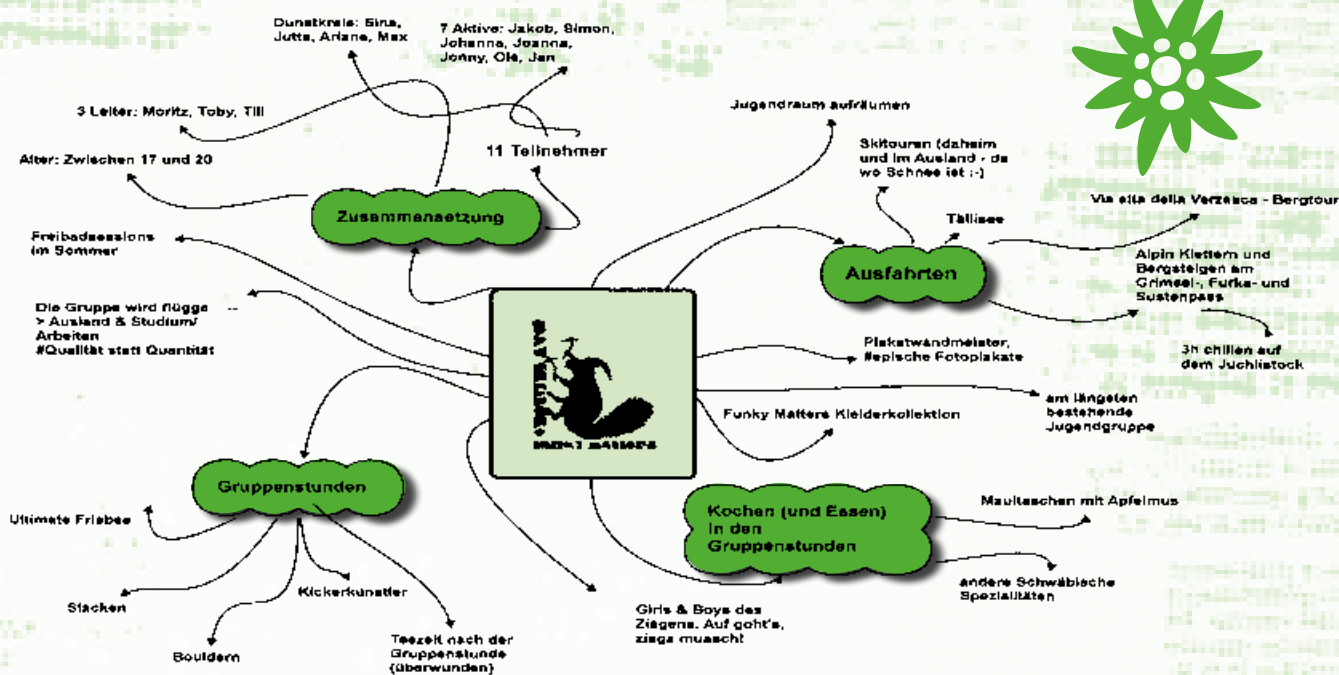 Dunstkreis: Sina,
Jutta, Ariane, Max
7 Aktive: Jakob, Simon,
Johanna, Joanna,
Jonny, Ole, Jan
3 Leiter: Moritz, Toby, Till
11 Teilnehmer
Alter: Zwischen 17 und 20
Zusammensetzung
Jugendraum aufräumen
Skitouren (daheim
und im Ausland - da
wo Schnee ist :-)
Tällisee
Via alta della Verzasca - Bergtour
Ausfahrten
Alpin Klettern und
Bergsteigen am
Grimsel-, Furka- und
Sustenpass
3h chillen auf
dem Juchlistock
Freibadsessions
im Sommer
Die Gruppe wird flügge
> Ausland & Studium/
Arbeiten
#Qualität statt Quantität
Plakatwandmeister,
#epische Fotoplakate
am längsten
bestehende
Jugendgruppe
Funky Matters Kleiderkollektion
Gruppenstunden
Ultimate Frisbee
Slacken
Bouldern
Kickerkünstler
Teezeit nach der
Gruppenstunde
(überwunden)
Girls & Boys des
Ziagens. Auf goht's,
ziaga muascht
Kochen (und Essen)
in den
Gruppenstunden
Maultaschen mit Apfelmus
andere Schwäbische
Spezialitäten